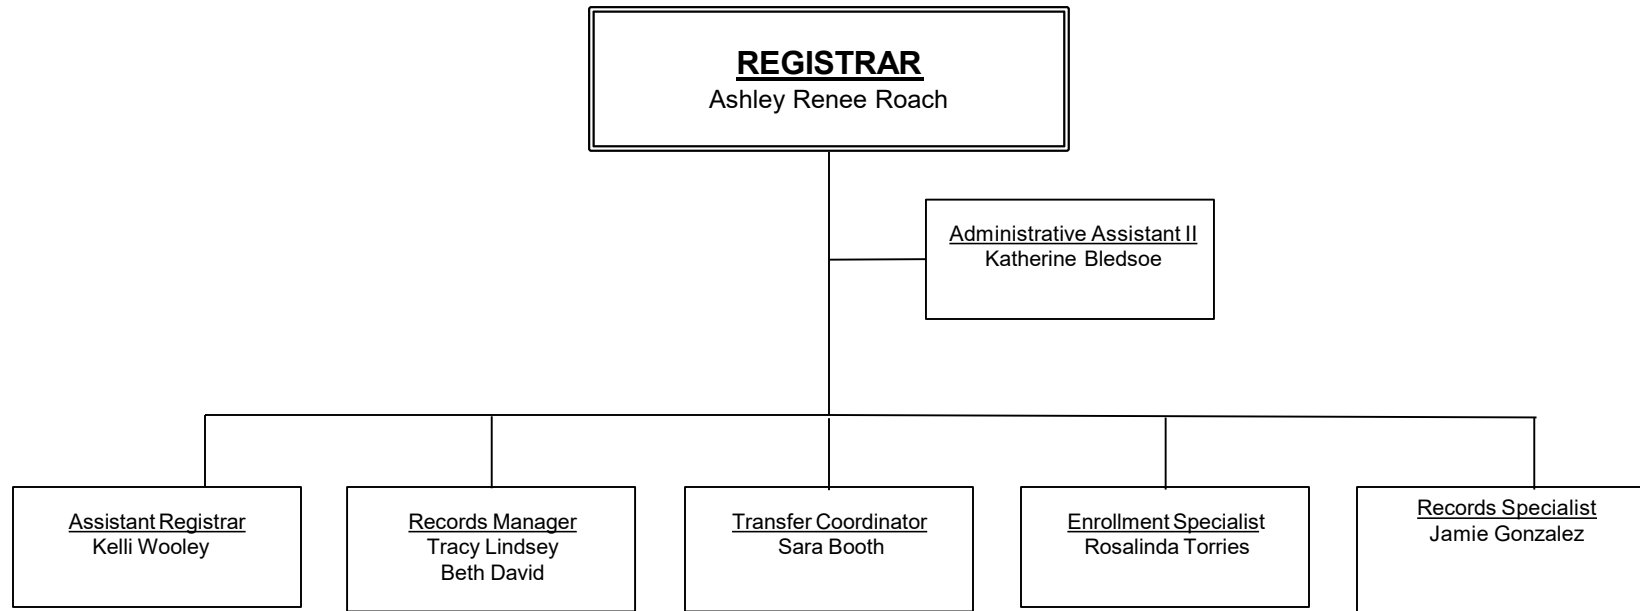 REGISTRAR
Ashley Renee Roach
Administrative Assistant II
Katherine Bledsoe
Assistant Registrar
Kelli Wooley
Records Manager
Tracy Lindsey
Beth David
Transfer Coordinator
Sara Booth
Enrollment Specialist
Rosalinda Torries
Records Specialist
Jamie Gonzalez